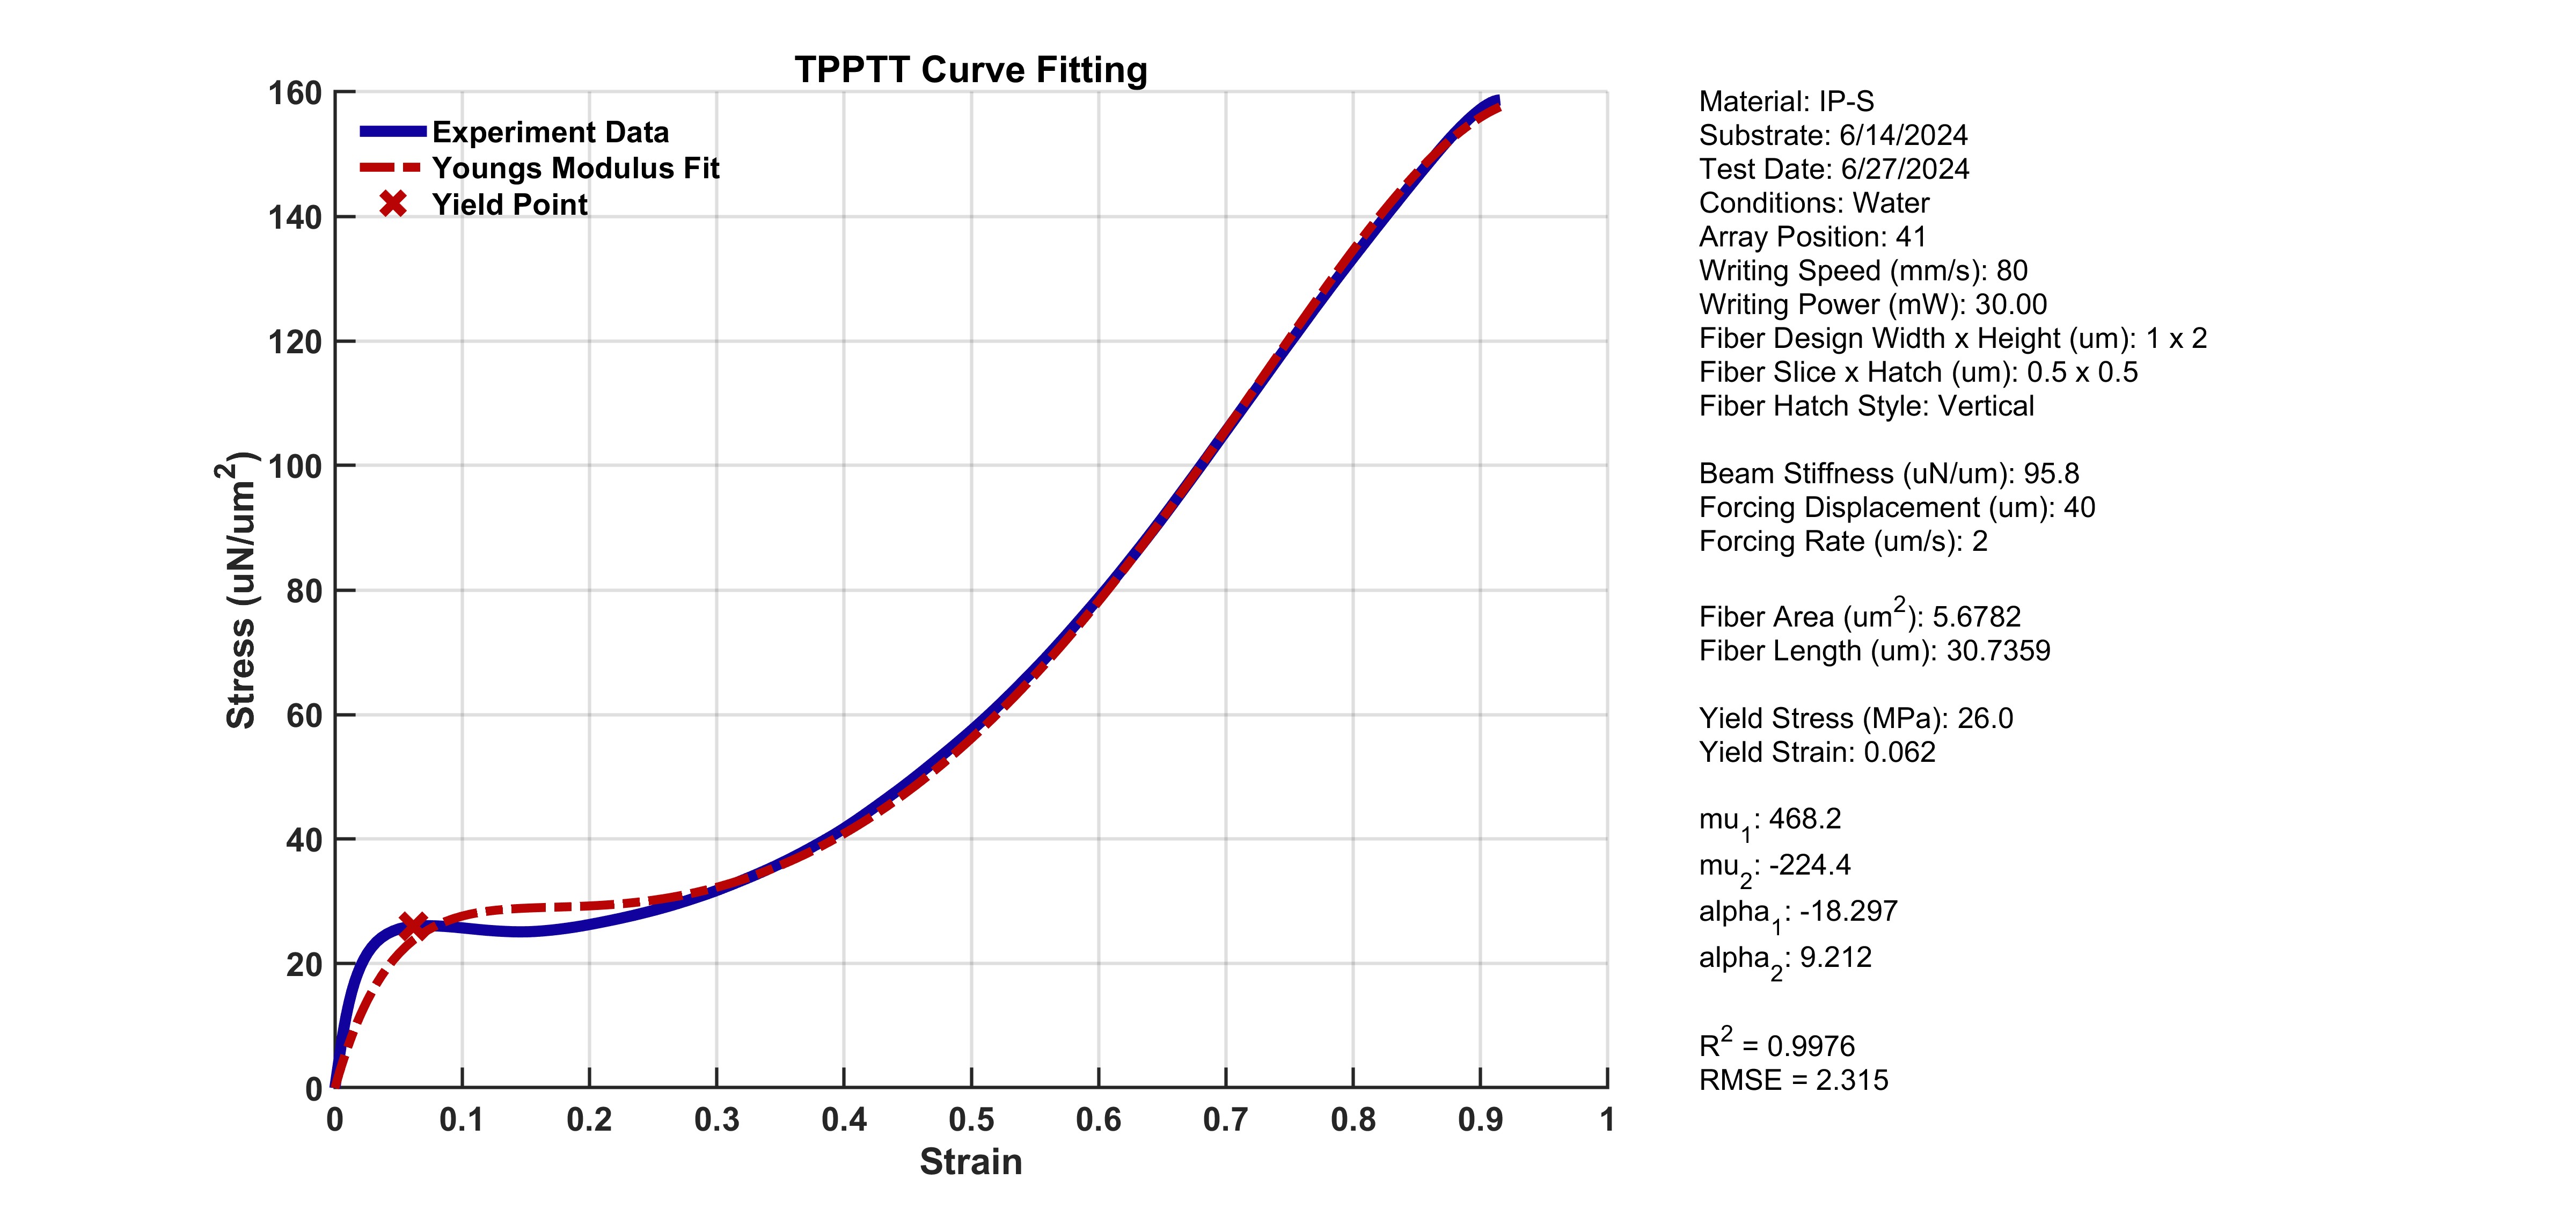 TPPTT Curve Fitting
160
140
120
100
80
60
40
20
0
Stress (uN/um²)
Experiment Data
Youngs Modulus Fit
Yield Point
0 0.1 0.2 0.3 0.4 0.5 0.6 0.7 0.8 0.9 1
Strain
Material: IP-S
Substrate: 6/14/2024
Test Date: 6/27/2024
Conditions: Water
Array Position: 41
Writing Speed (mm/s): 80
Writing Power (mW): 30.00
Fiber Design Width x Height (um): 1 x 2
Fiber Slice x Hatch (um): 0.5 x 0.5
Fiber Hatch Style: Vertical
Beam Stiffness (uN/um): 95.8
Forcing Displacement (um): 40
Forcing Rate (um/s): 2
Fiber Area (um²): 5.6782
Fiber Length (um): 30.7359
Yield Stress (MPa): 26.0
Yield Strain: 0.062
mu₁: 468.2
mu₂: -224.4
alpha₁: -18.297
alpha₂: 9.212
R² = 0.9976
RMSE = 2.315